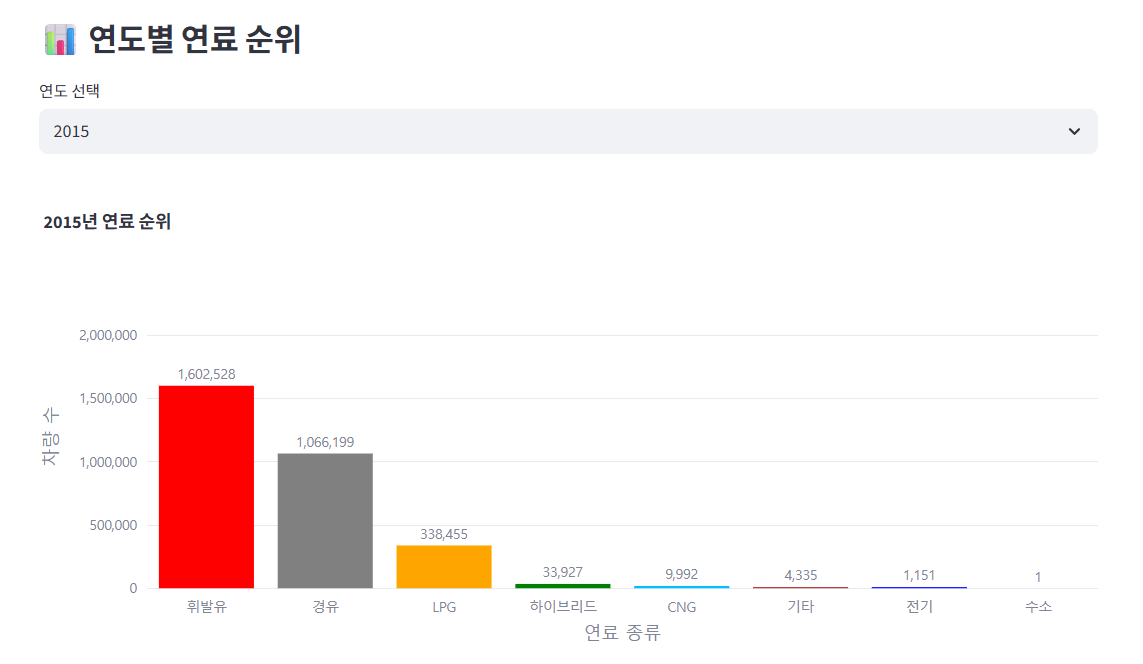 연도별 연료 순위
연도 선택
2015
2015년 연료 순위
차량 수
2,000,000
1,500,000
1,000,000
500,000
0
1,602,528
1,066,199
338,455
33,927
9,992
4,335
1,151
1
휘발유
경유
LPG
하이브리드
CNG
기타
전기
수소
연료 종류